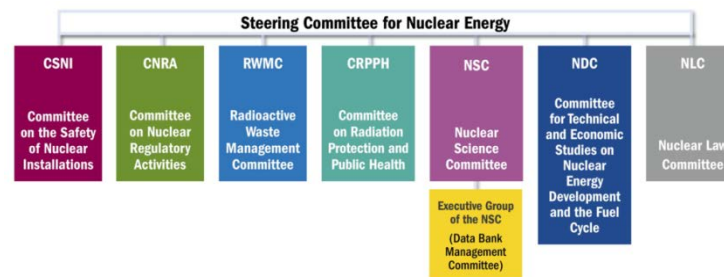 Steering Committee for Nuclear Energy
CSNI
Committee
on the Safety
of Nuclear
Installations
CNRA
Committee
on Nuclear
Regulatory
Activities
RWMC
Radioactive
Waste
Management
Committee
CRPPH
Committee
on Radiation
Protection and
Public Health
NSC
Nuclear
Science
Committee
Executive Group
of the NSC
(Data Bank
Management
Committee)
NDC
Committee
for Technical
and Economic
Studies on
Nuclear
Energy
Development
and the Fuel
Cycle
NLC
Nuclear Law
Committee